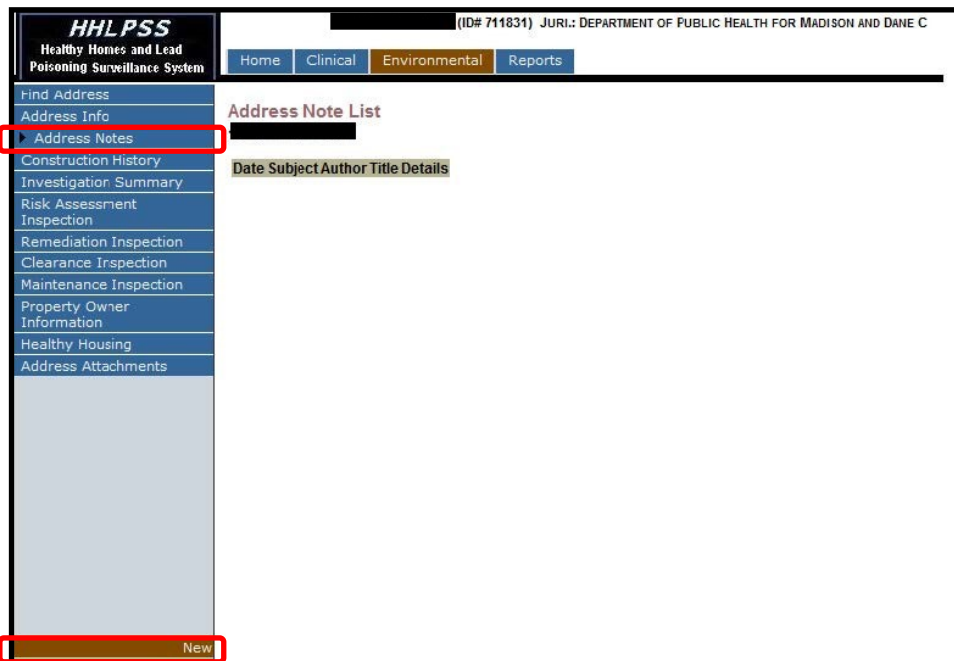 HHLPSS
Healthy Homes and Lead
Poisoning Surveillance System
(ID# 711831) JURI.: DEPARTMENT OF PUBLIC HEALTH FOR MADISON AND DANE C
Home Clinical Environmental Reports
Find Address
Address Info
Address Notes
Construction History
Investigation Summary
Risk Assessment
Inspection
Remediation Inspection
Clearance Inspection
Maintenance Inspection
Property Owner
Information
Healthy Housing
Address Attachments
New
Address Note List
Date Subject Author Title Details